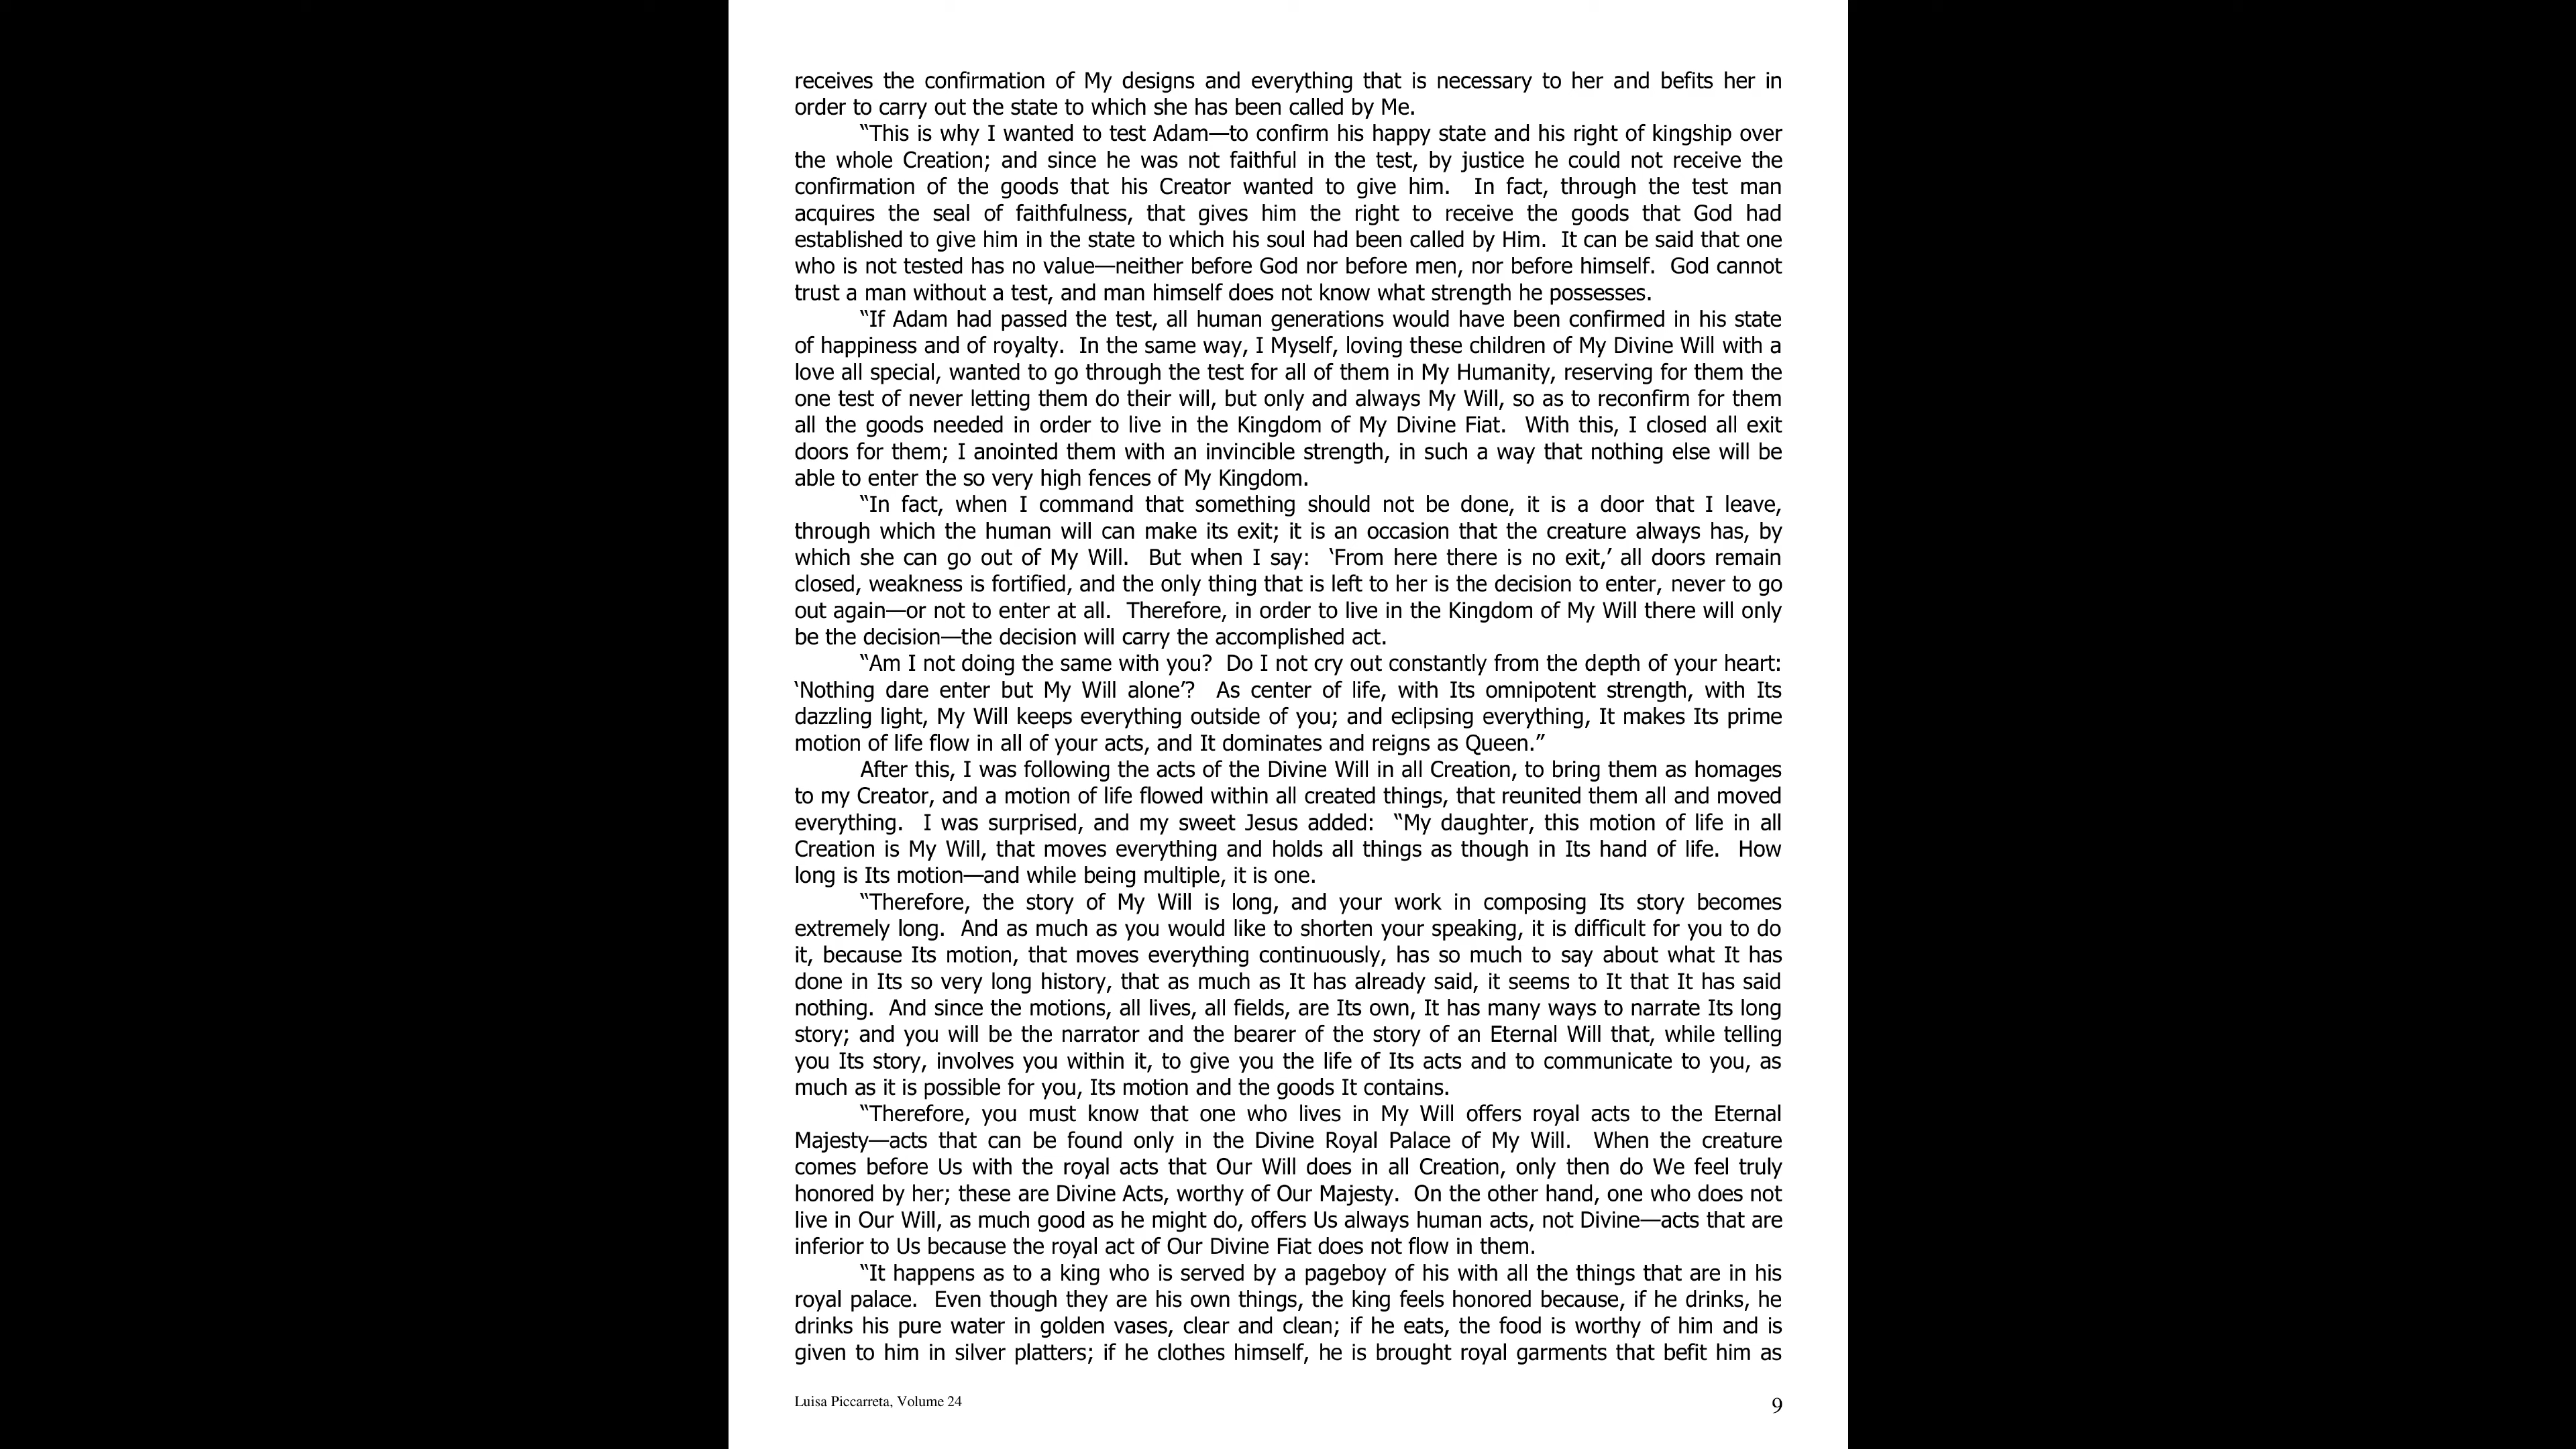 receives the confirmation of My designs and everything that is necessary to her and befits her in
order to carry out the state to which she has been called by Me.
“This is why I wanted to test Adam—to confirm his happy state and his right of kingship over
the whole Creation; and since he was not faithful in the test, by justice he could not receive the
confirmation of the goods that his Creator wanted to give him.  In fact, through the test man
acquires the seal of faithfulness, that gives him the right to receive the goods that God had
established to give him in the state to which his soul had been called by Him.  It can be said that one
who is not tested has no value—neither before God nor before men, nor before himself.  God cannot
trust a man without a test, and man himself does not know what strength he possesses.
“If Adam had passed the test, all human generations would have been confirmed in his state
of happiness and of royalty.  In the same way, I Myself, loving these children of My Divine Will with a
love all special, wanted to go through the test for all of them in My Humanity, reserving for them the
one test of never letting them do their will, but only and always My Will, so as to reconfirm for them
all the goods needed in order to live in the Kingdom of My Divine Fiat.  With this, I closed all exit
doors for them; I anointed them with an invincible strength, in such a way that nothing else will be
able to enter the so very high fences of My Kingdom.
“In fact, when I command that something should not be done, it is a door that I leave,
through which the human will can make its exit; it is an occasion that the creature always has, by
which she can go out of My Will.  But when I say:  ‘From here there is no exit,’ all doors remain
closed, weakness is fortified, and the only thing that is left to her is the decision to enter, never to go
out again—or not to enter at all.  Therefore, in order to live in the Kingdom of My Will there will only
be the decision—the decision will carry the accomplished act.
“Am I not doing the same with you?  Do I not cry out constantly from the depth of your heart:
‘Nothing dare enter but My Will alone’?  As center of life, with Its omnipotent strength, with Its
dazzling light, My Will keeps everything outside of you; and eclipsing everything, It makes Its prime
motion of life flow in all of your acts, and It dominates and reigns as Queen.”
After this, I was following the acts of the Divine Will in all Creation, to bring them as homages
to my Creator, and a motion of life flowed within all created things, that reunited them all and moved
everything.  I was surprised, and my sweet Jesus added:  “My daughter, this motion of life in all
Creation is My Will, that moves everything and holds all things as though in Its hand of life.  How
long is Its motion—and while being multiple, it is one.
“Therefore, the story of My Will is long, and your work in composing Its story becomes
extremely long.  And as much as you would like to shorten your speaking, it is difficult for you to do
it, because Its motion, that moves everything continuously, has so much to say about what It has
done in Its so very long history, that as much as It has already said, it seems to It that It has said
nothing.  And since the motions, all lives, all fields, are Its own, It has many ways to narrate Its long
story; and you will be the narrator and the bearer of the story of an Eternal Will that, while telling
you Its story, involves you within it, to give you the life of Its acts and to communicate to you, as
much as it is possible for you, Its motion and the goods It contains.
“Therefore, you must know that one who lives in My Will offers royal acts to the Eternal
Majesty—acts that can be found only in the Divine Royal Palace of My Will.  When the creature
comes before Us with the royal acts that Our Will does in all Creation, only then do We feel truly
honored by her; these are Divine Acts, worthy of Our Majesty.  On the other hand, one who does not
live in Our Will, as much good as he might do, offers Us always human acts, not Divine—acts that are
inferior to Us because the royal act of Our Divine Fiat does not flow in them.
“It happens as to a king who is served by a pageboy of his with all the things that are in his
royal palace.  Even though they are his own things, the king feels honored because, if he drinks, he
drinks his pure water in golden vases, clear and clean; if he eats, the food is worthy of him and is
given to him in silver platters; if he clothes himself, he is brought royal garments that befit him as
Luisa Piccarreta, Volume 24
9